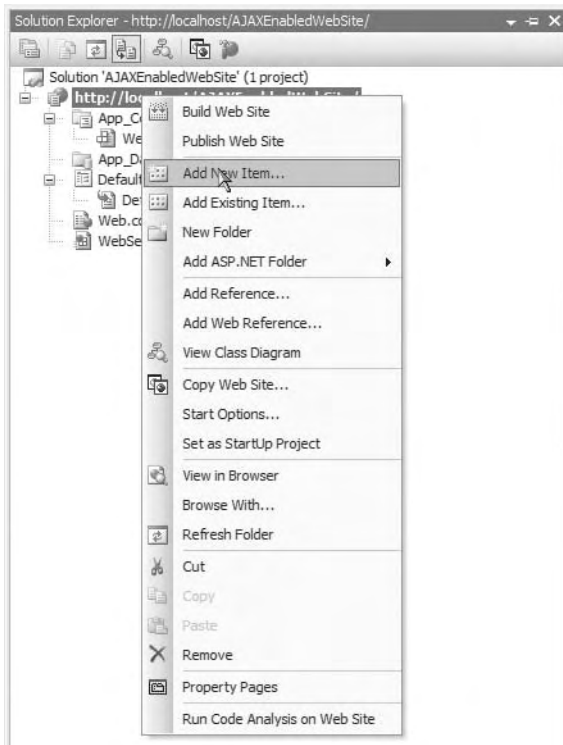 Solution Explorer - http://localhost/AJAXEnabledWebSite/
Solution 'AJAXEnabledWebSite' (1 project)
Build Web Site
Publish Web Site
Add New Item...
Add Existing Item...
New Folder
Add ASP.NET Folder
Add Reference...
Add Web Reference...
View Class Diagram
Copy Web Site...
Start Options...
Set as StartUp Project
View in Browser
Browse With...
Refresh Folder
Cut
Copy
Paste
Remove
Property Pages
Run Code Analysis on Web Site